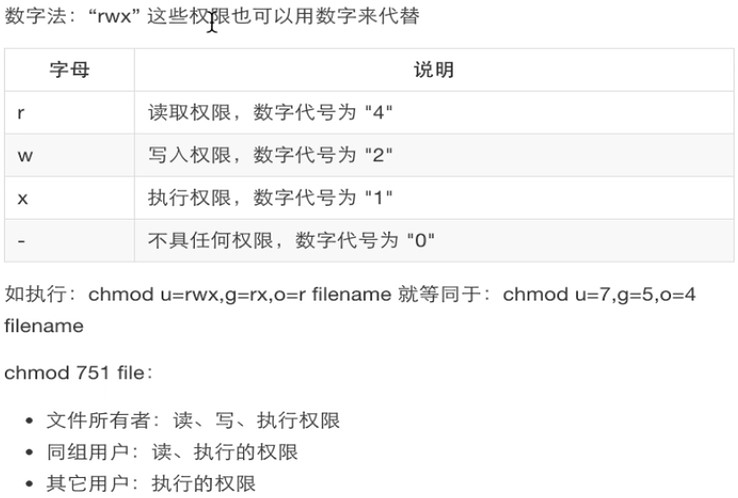 数字法：“rwx” 这些权限也可以用数字来代替
字母 说明
r 读取权限，数字代号为 "4"
w 写入权限，数字代号为 "2"
x 执行权限，数字代号为 "1"
- 不具任何权限，数字代号为 "0"
如执行：chmod u=rwx,g=rx,o=r filename 就等同于：chmod u=7,g=5,o=4
filename
chmod 751 file：
• 文件所有者：读、写、执行权限
• 同组用户：读、执行的权限
• 其它用户：执行的权限